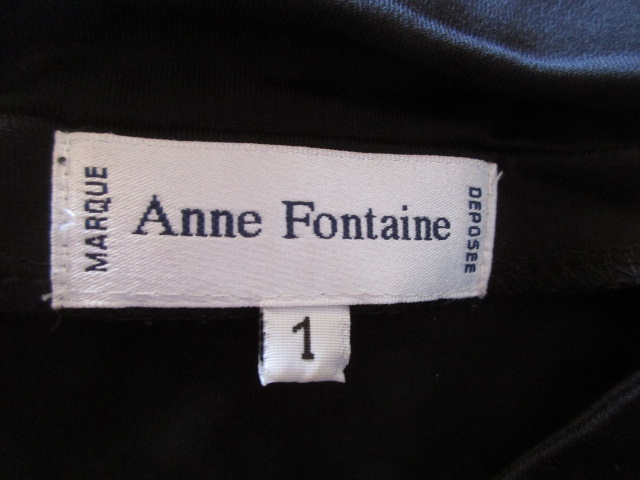 MARQUE
Anne Fontaine
DEPOSEE
1